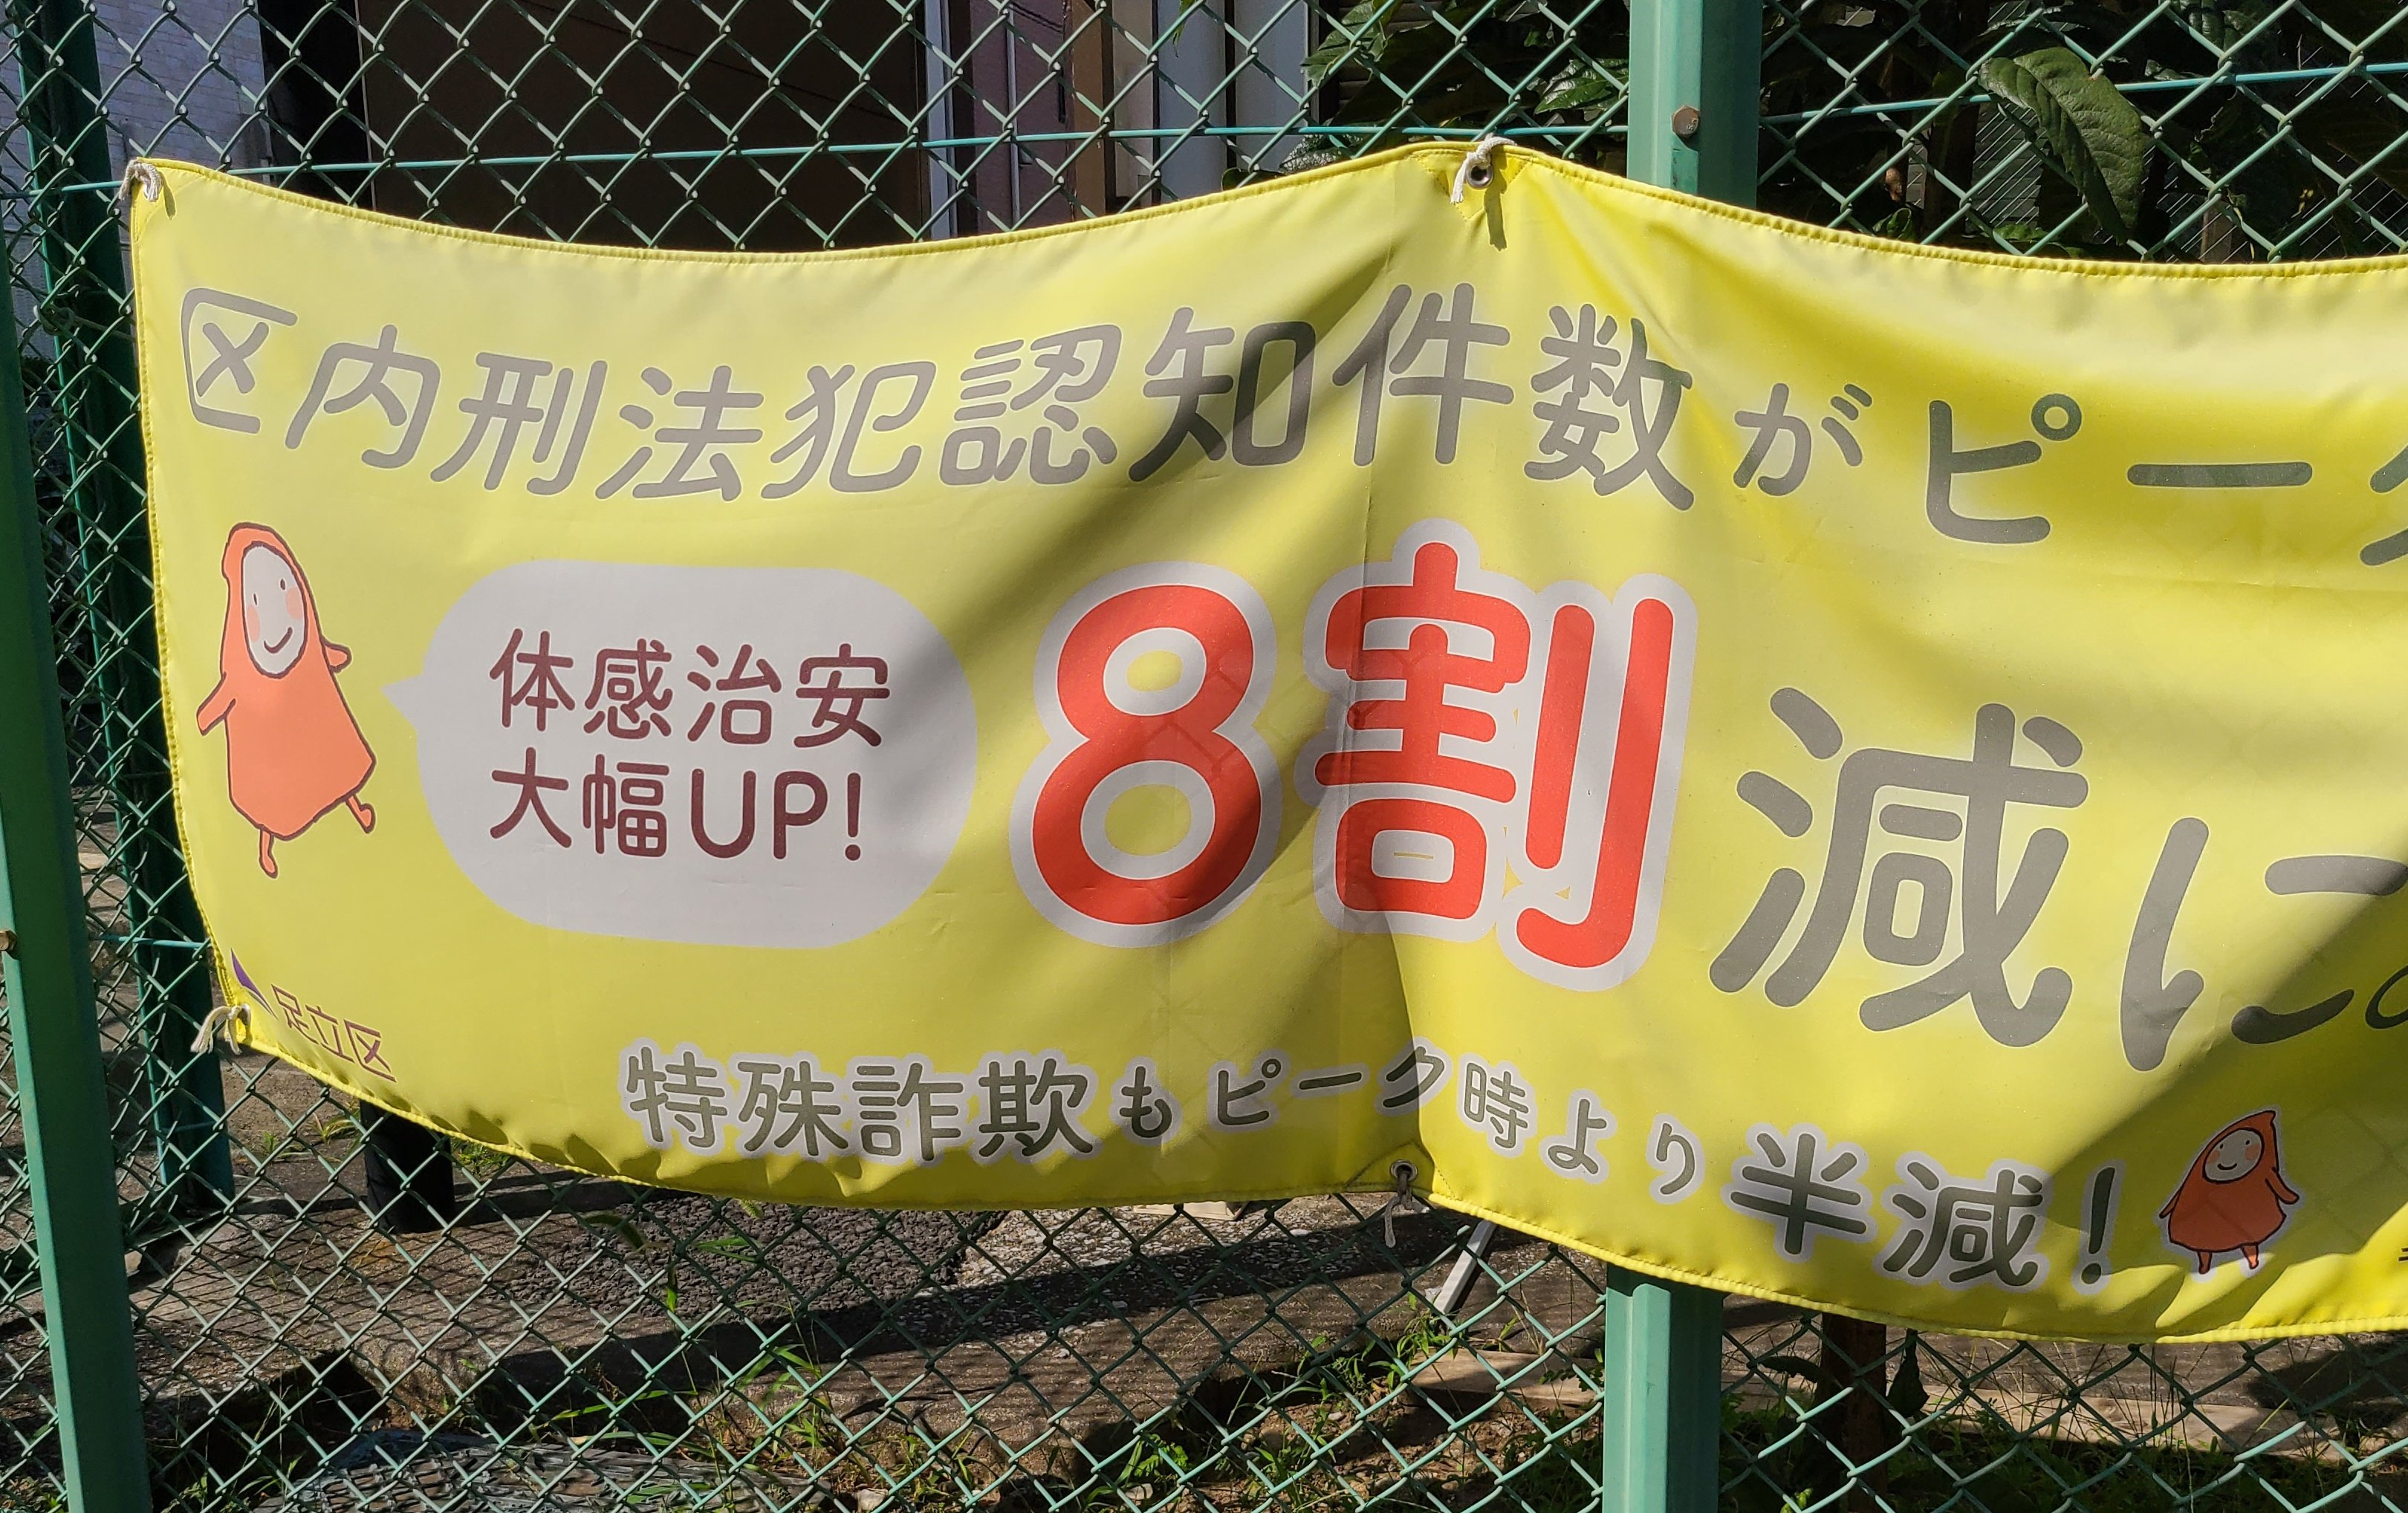 区内刑法犯認知件数がピーク
体感治安
大幅UP!
8割減に
足立区
特殊詐欺もピーク時より半減!